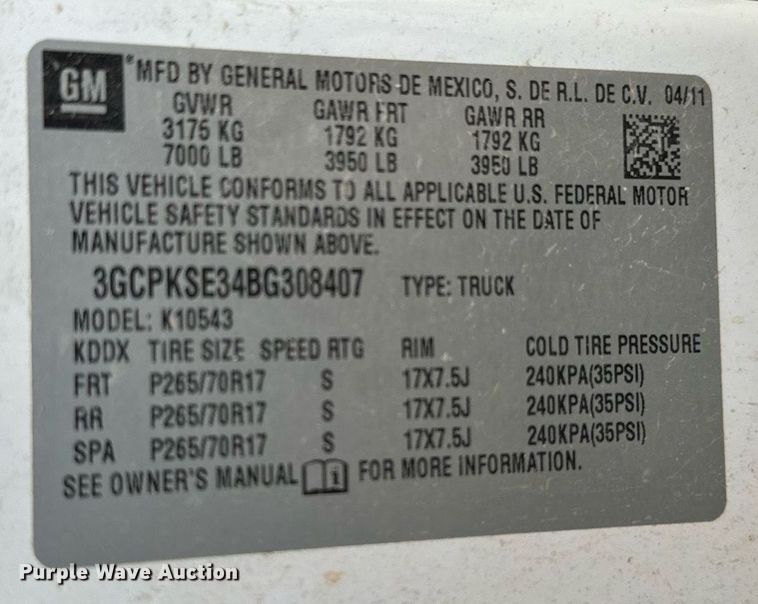 GM *MFD BY GENERAL MOTORS DE MEXICO, S. DE R.L. DE C.V. 04/11
GVWR GAWR FRT GAWR RR
3175 KG 1792 KG 1792 KG
7000 LB 3950 LB 3950 LB
THIS VEHICLE CONFORMS TO ALL APPLICABLE U.S. FEDERAL MOTOR
VEHICLE SAFETY STANDARDS IN EFFECT ON THE DATE OF
MANUFACTURE SHOWN ABOVE.
3GCPKSE34BG308407 TYPE: TRUCK
MODEL: K10543
KDDX TIRE SIZE SPEED RTG RIM COLD TIRE PRESSURE
FRT P265/70R17 S 17X7.5J 240KPA(35PSI)
RR P265/70R17 S 17X7.5J 240KPA(35PSI)
SPA P265/70R17 S 17X7.5J 240KPA(35PSI)
SEE OWNER'S MANUAL i FOR MORE INFORMATION.
Purple Wave Auction